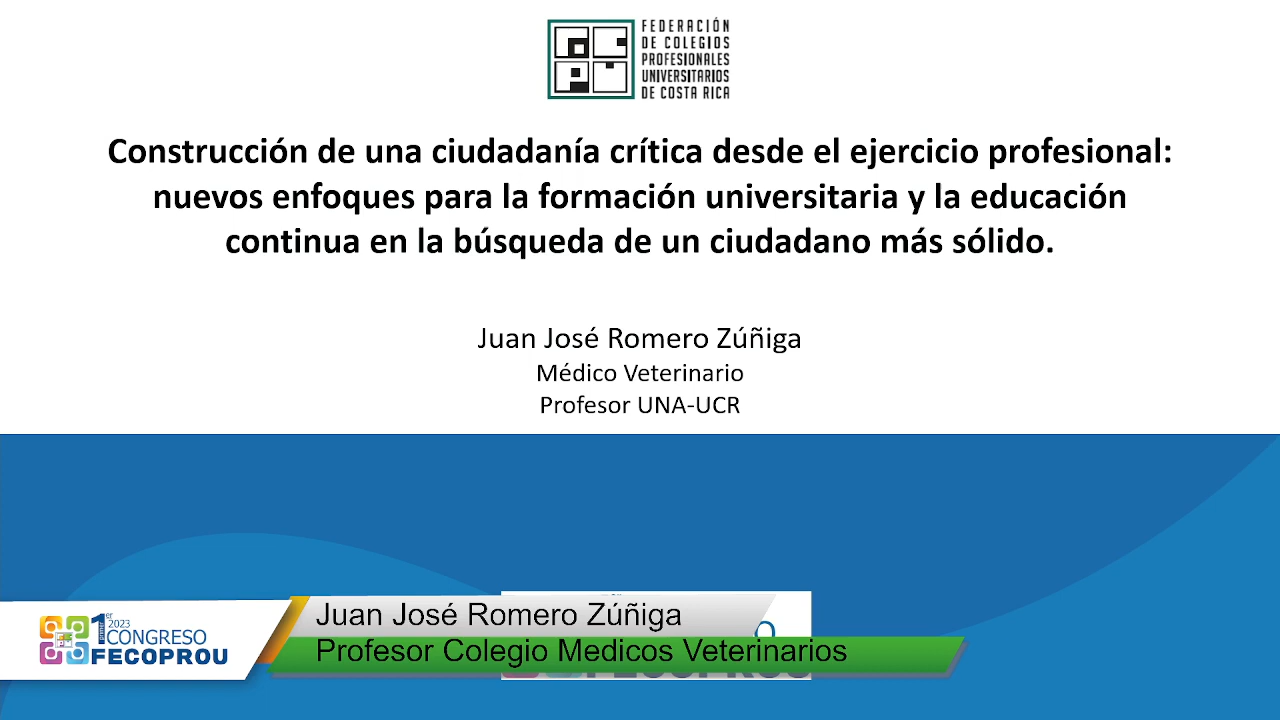 FEDERACIÓN
DE COLEGIOS
PROFESIONALES
UNIVERSITARIOS
DE COSTA RICA
Construcción de una ciudadanía crítica desde el ejercicio profesional:
nuevos enfoques para la formación universitaria y la educación
continua en la búsqueda de un ciudadano más sólido.
Juan José Romero Zúñiga
Médico Veterinario
Profesor UNA-UCR
Juan José Romero Zúñiga
Profesor Colegio Medicos Veterinarios
1er
2023
CONGRESO
FECOPROU